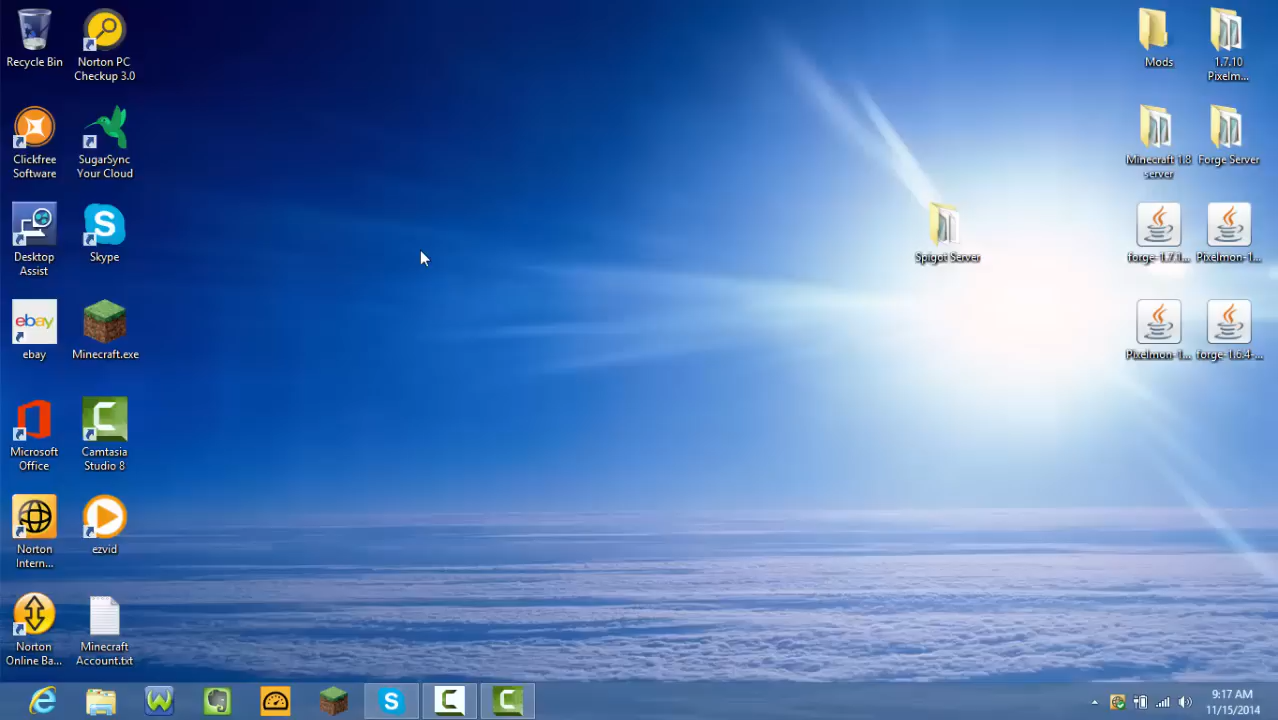 Recycle Bin
Norton PC
Checkup 3.0
Clickfree
Software
SugarSync
Your Cloud
Desktop
Assist
Skype
ebay
ebay
Minecraft.exe
Microsoft
Office
Camtasia
Studio 8
Norton
Intern...
ezvid
Norton
Online Ba...
Minecraft
Account.txt
Spigot Server
Mods
1.7.10
Pixelm...
Minecraft 1.8
server
Forge Server
forge-1.7.1...
Pixelmon-1...
Pixelmon-1...
forge-1.6.4-...
9:17 AM
11/15/2014